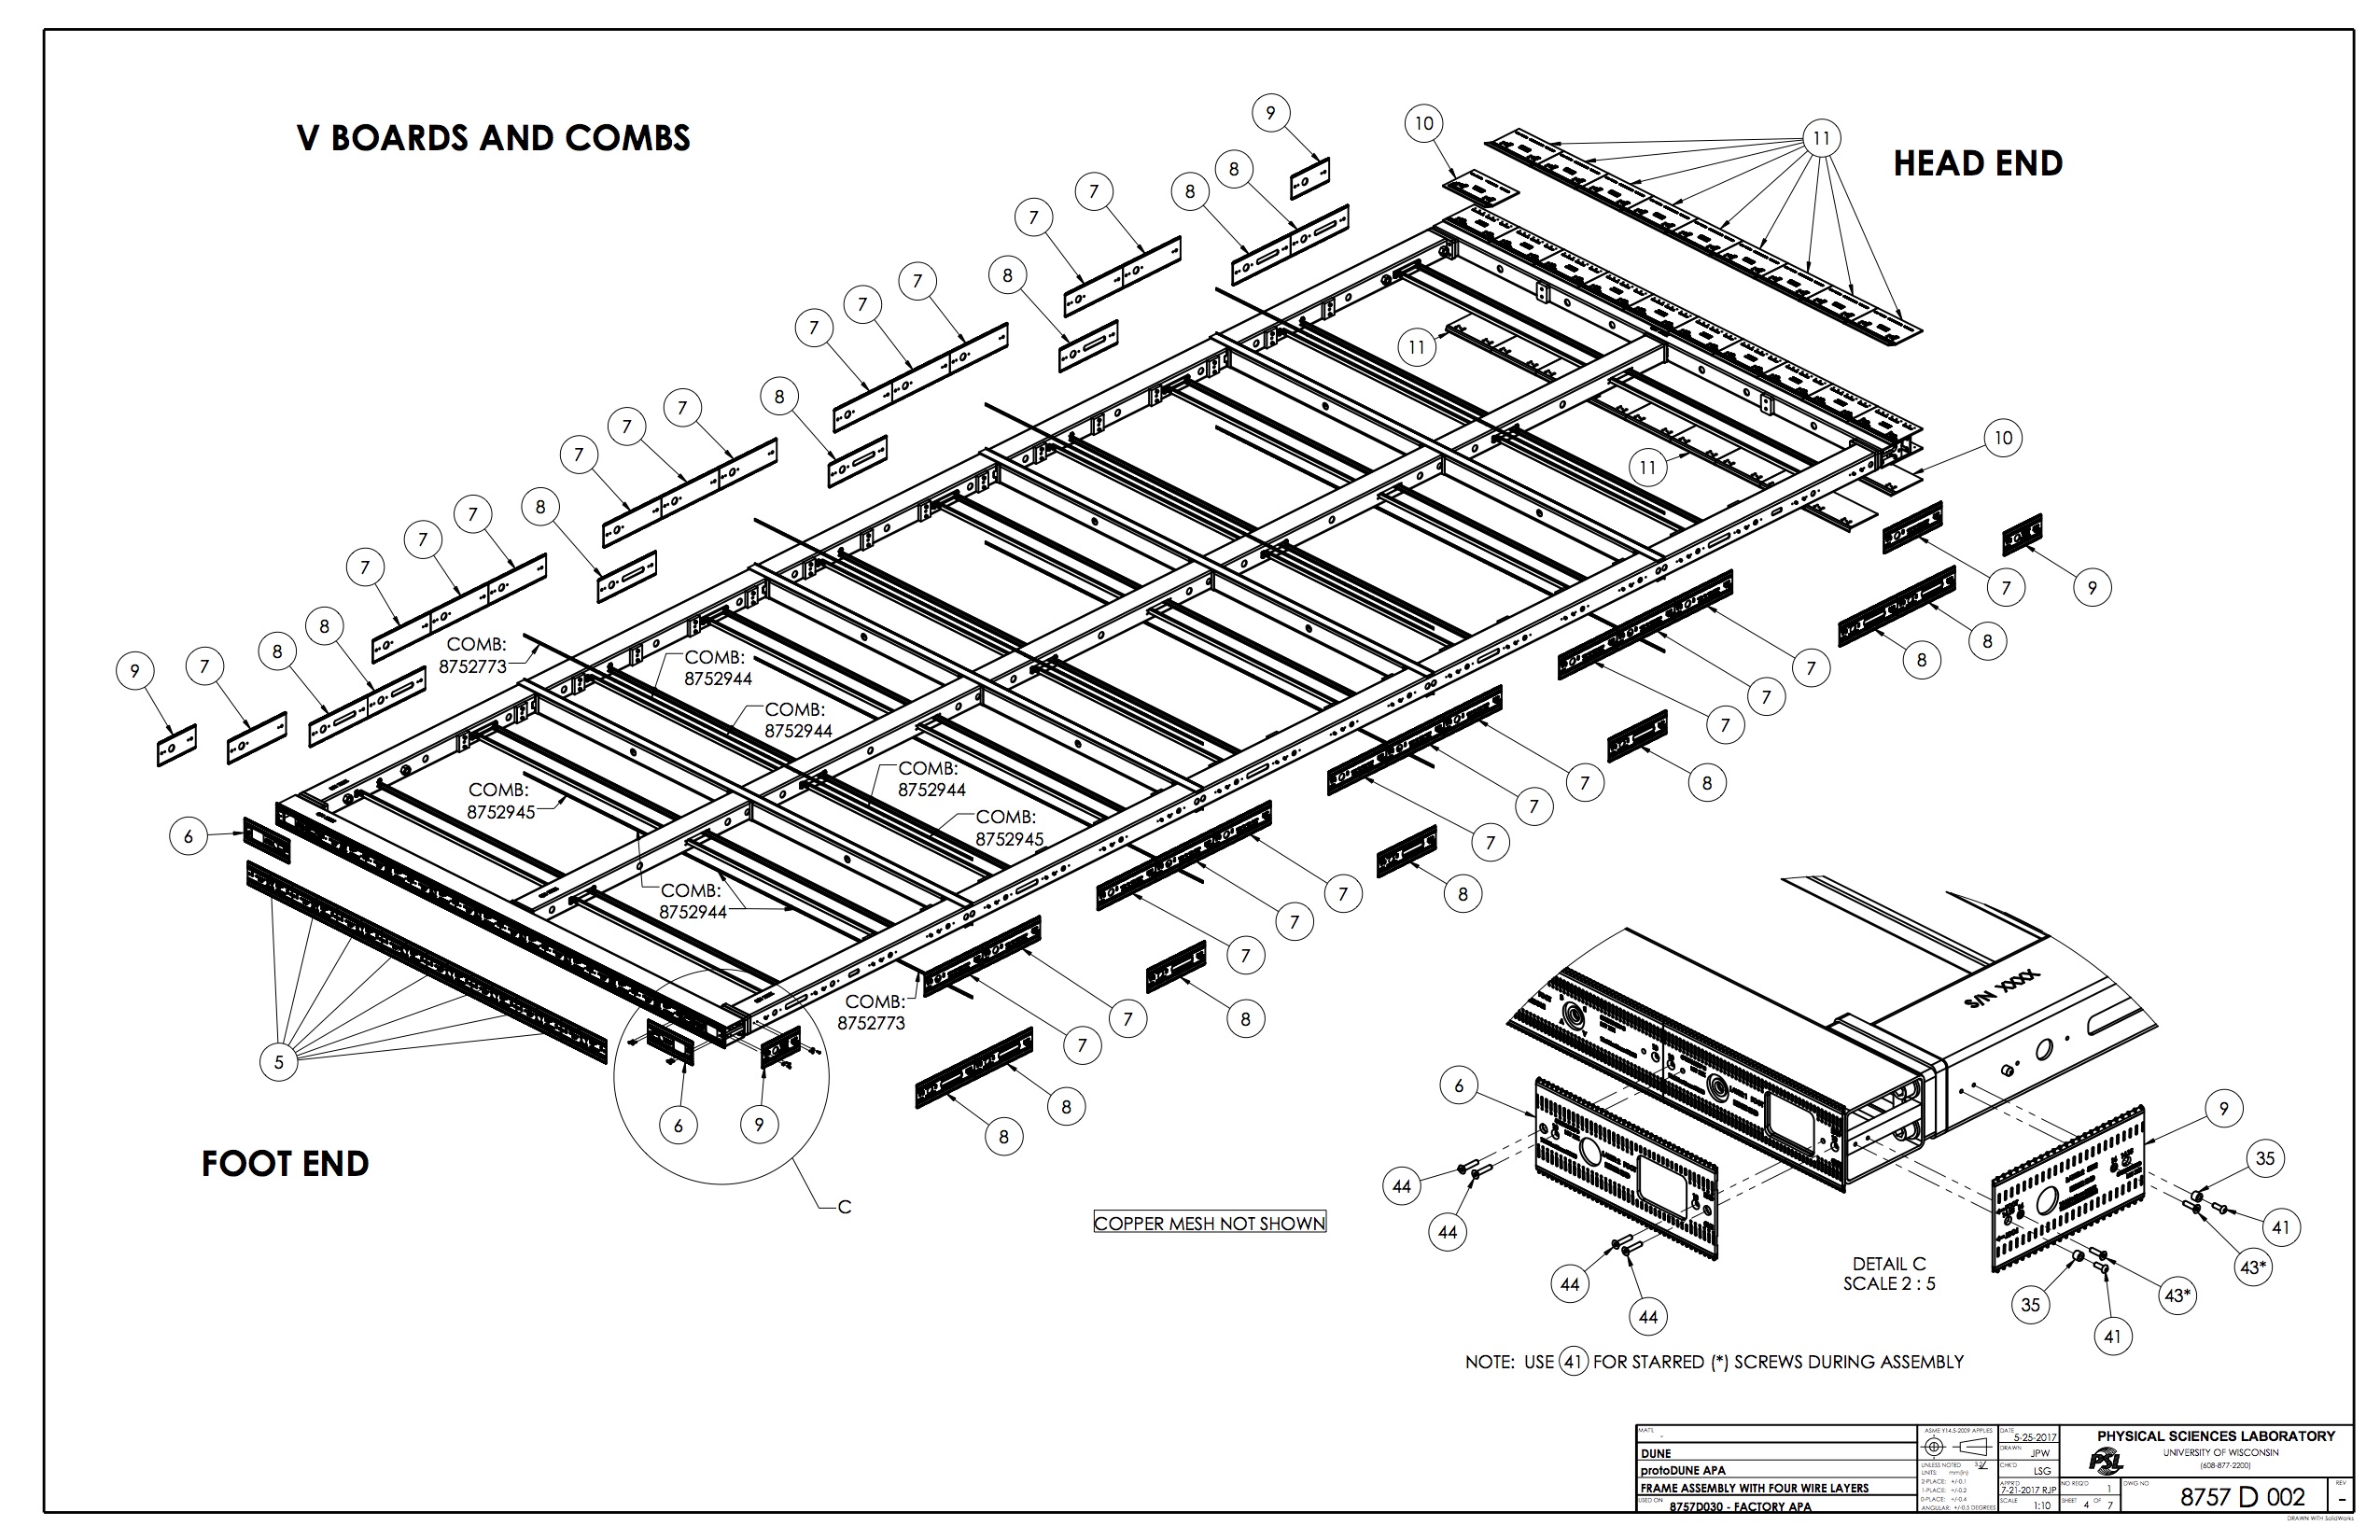 V BOARDS AND COMBS
HEAD END
9
10
11
8
7
8
7
7
8
7
7
8
7
7
7
8
7
7
8
7
7
8
7
7
8
9
11
11
10
7
9
8
8
7
7
7
8
7
7
7
8
7
7
7
8
7
7
8
8
COMB:
8752773
COMB:
8752944
COMB:
8752944
COMB:
8752944
COMB:
8752945
COMB:
8752945
COMB:
8752944
COMB:
8752773
6
5
6
9
C
FOOT END
COPPER MESH NOT SHOWN
S/N XXXX
6
44
44
44
44
9
35
41
43*
43*
35
41
DETAIL C
SCALE 2 : 5
NOTE: USE 41 FOR STARRED (*) SCREWS DURING ASSEMBLY
MAT'L
-
DUNE
protoDUNE APA
FRAME ASSEMBLY WITH FOUR WIRE LAYERS
USED ON
8757D030 - FACTORY APA
ASME Y14.5-2009 APPLIES
UNLESS NOTED 3.2
UNITS: mm[in]
2-PLACE: +/-0.1
1-PLACE: +/-0.2
0-PLACE: +/-0.4
ANGULAR: +/-0.5 DEGREES
DATE
5-25-2017
DRAWN
JPW
CHK'D
LSG
APPR'D
7-21-2017 RJP
SCALE
1:10
PHYSICAL SCIENCES LABORATORY
PSL
UNIVERSITY OF WISCONSIN
(608-877-2200)
NO REQ'D
1
SHEET 4 OF 7
DWG NO
8757 D 002
REV
-
DRAWN WITH SolidWorks